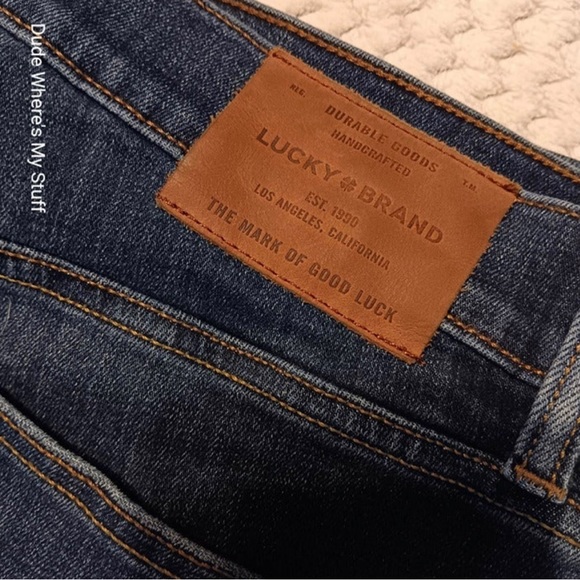 Dude Where's My Stuff
REG. DURABLE GOODS T.M.
HANDCRAFTED
LUCKY BRAND
EST. 1990
LOS ANGELES, CALIFORNIA
THE MARK OF GOOD LUCK